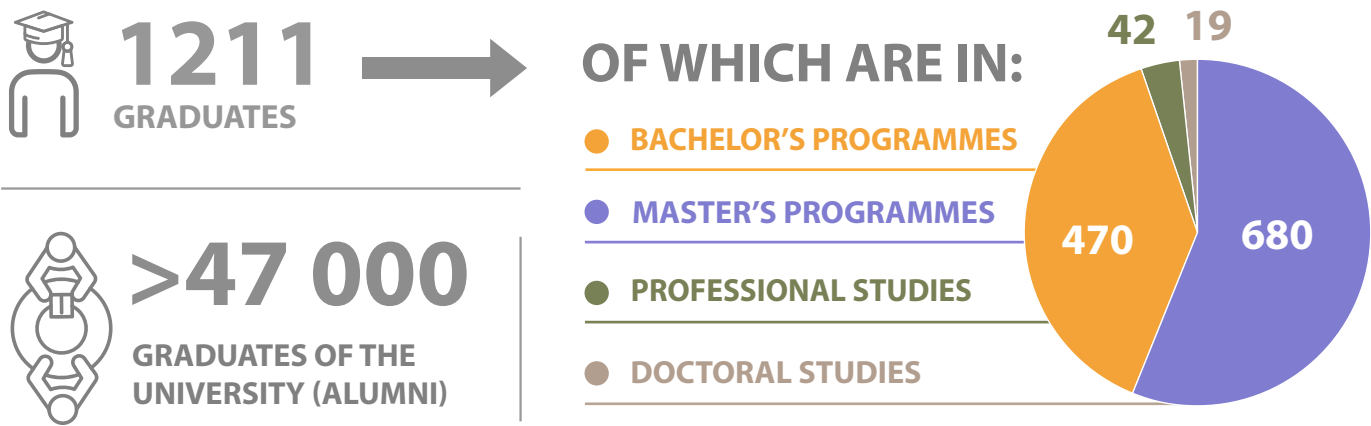 1211
GRADUATES
>47 000
GRADUATES OF THE
UNIVERSITY (ALUMNI)
OF WHICH ARE IN:
BACHELOR'S PROGRAMMES
MASTER'S PROGRAMMES
PROFESSIONAL STUDIES
DOCTORAL STUDIES
42
19
470
680